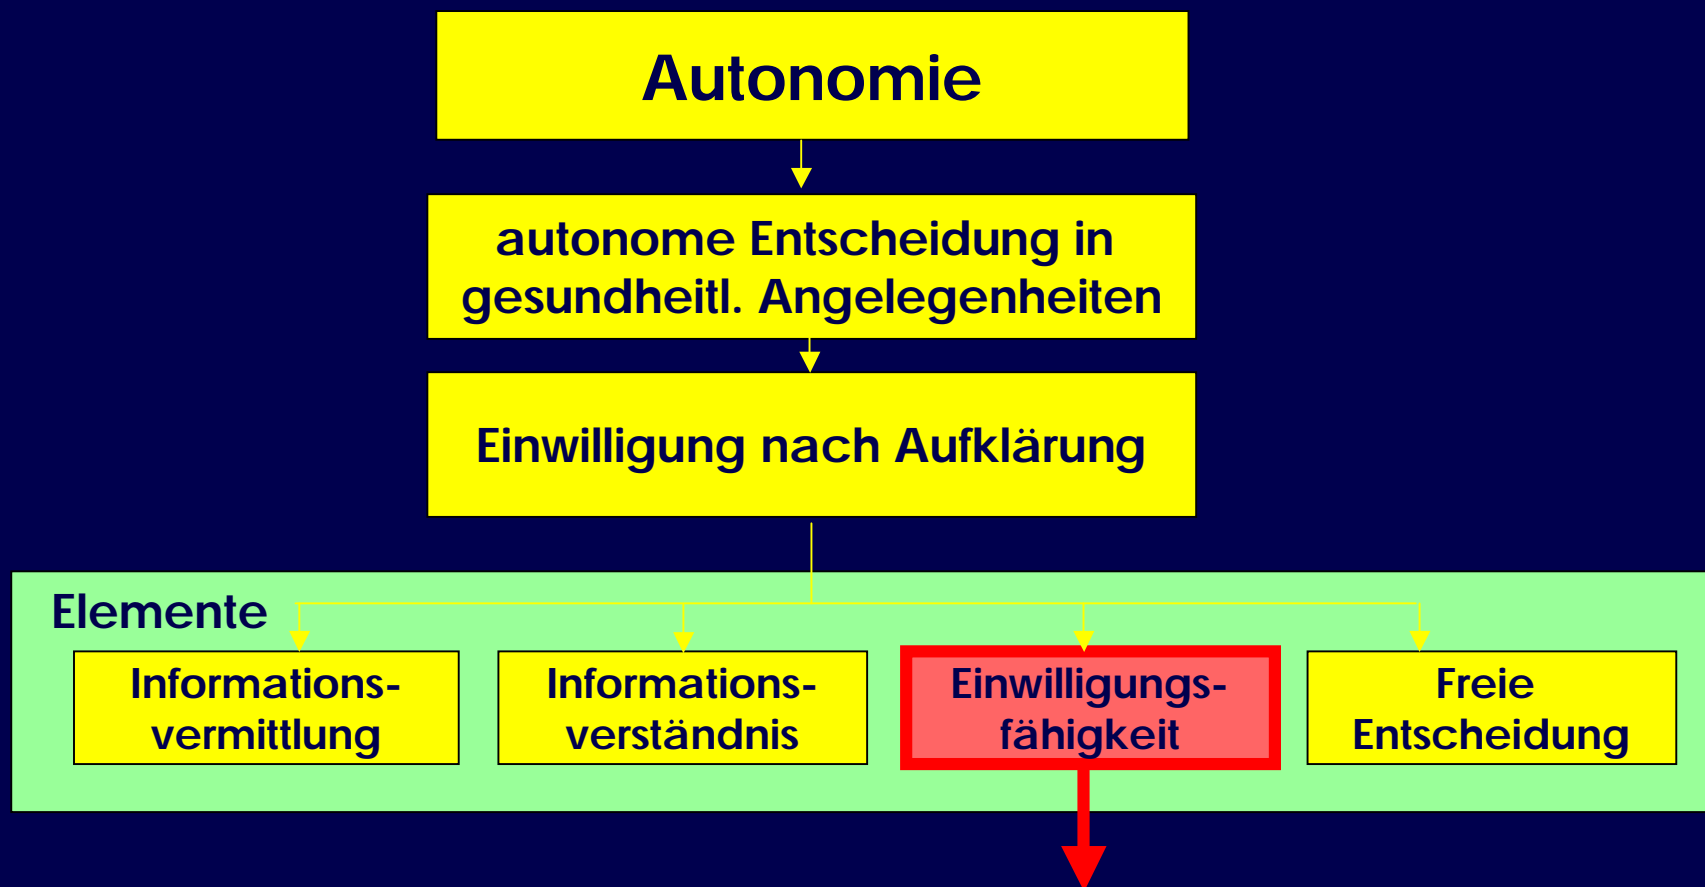 Autonomie
autonome Entscheidung in
gesundheitl. Angelegenheiten
Einwilligung nach Aufklärung
Elemente
Informations-
vermittlung
Informations-
verständnis
Einwilligungs-
fähigkeit
Freie
Entscheidung